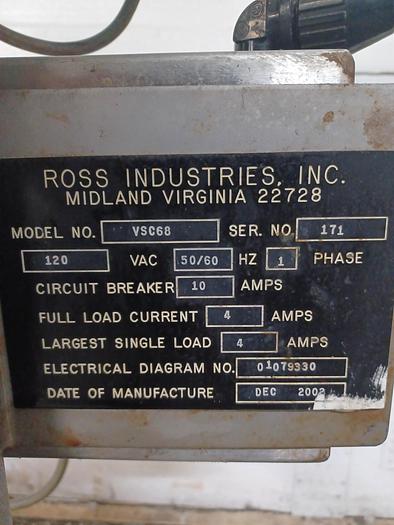 ROSS INDUSTRIES, INC.
MIDLAND VIRGINIA 22728
MODEL NO. VSC68 SER. NO. 171
120 VAC 50/60 HZ 1 PHASE
CIRCUIT BREAKER 10 AMPS
FULL LOAD CURRENT 4 AMPS
LARGEST SINGLE LOAD 4 AMPS
ELECTRICAL DIAGRAM NO. 01079330
DATE OF MANUFACTURE DEC 2002